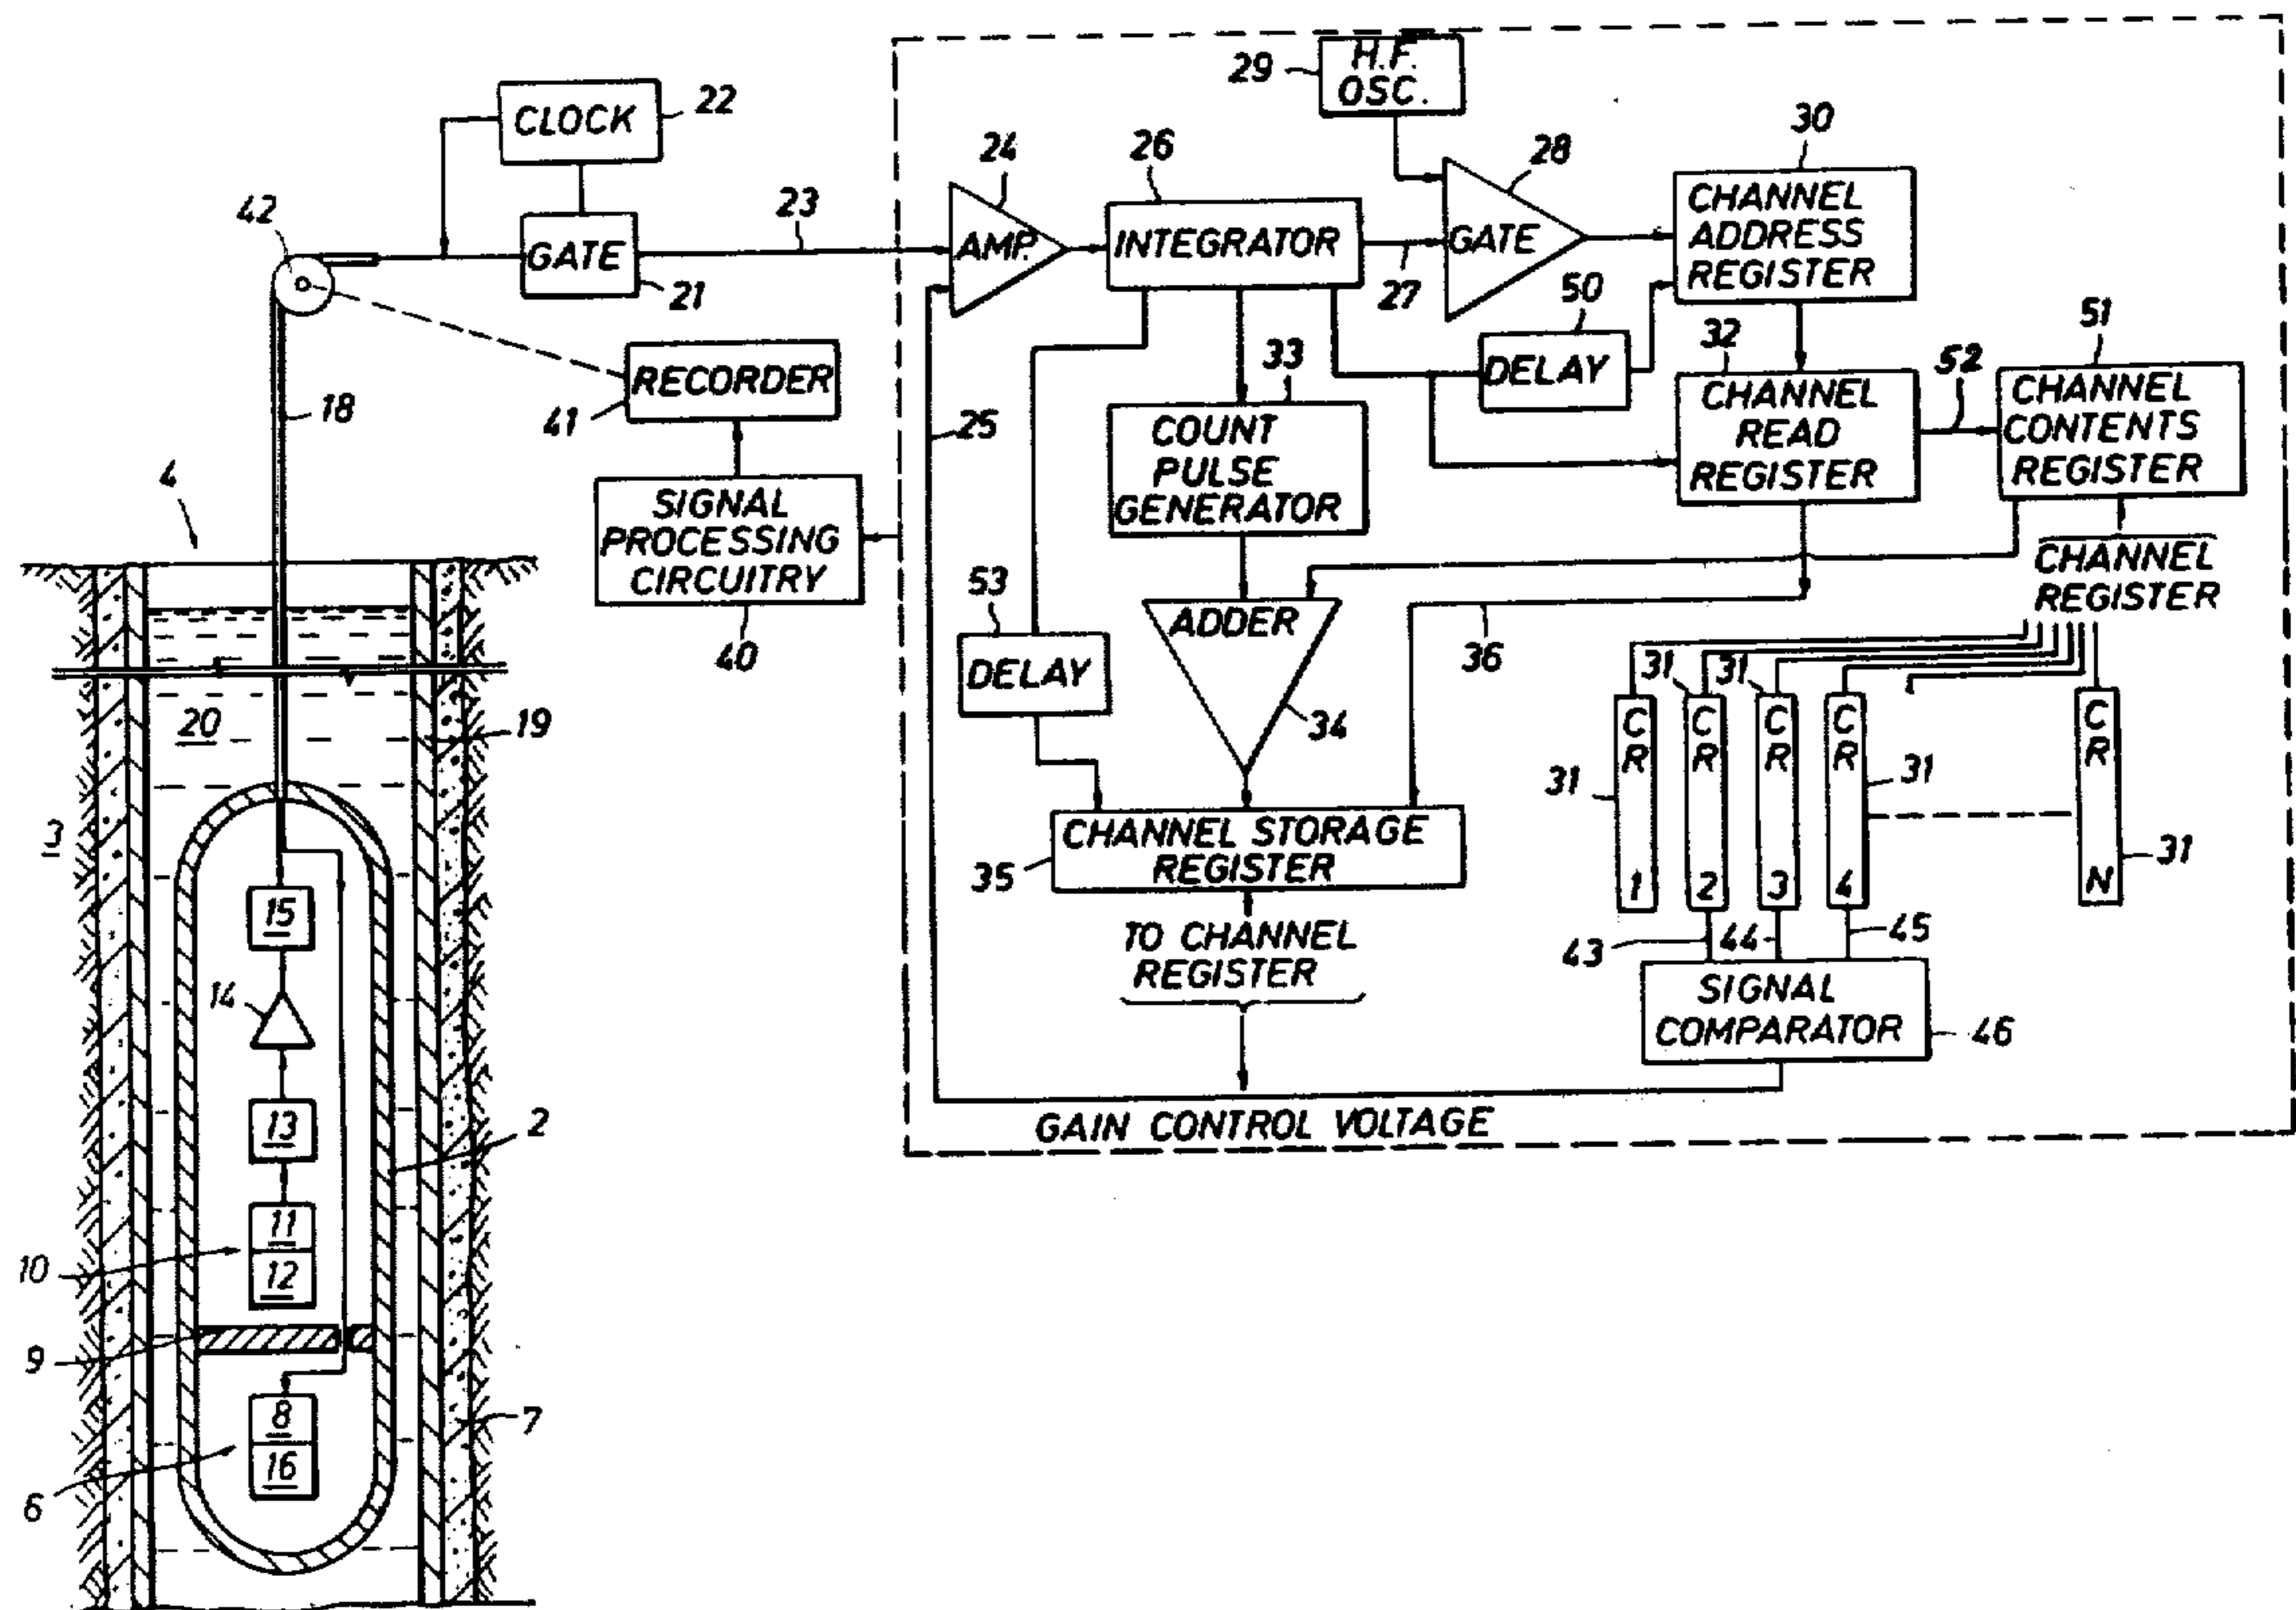 H.F.
OSC.
29
CLOCK
22
GATE
21
42
23
24
AMP.
26
INTEGRATOR
27
28
GATE
30
CHANNEL
ADDRESS
REGISTER
50
DELAY
32
CHANNEL
READ
REGISTER
52
51
CHANNEL
CONTENTS
REGISTER
RECORDER
41
18
25
33
COUNT
PULSE
GENERATOR
4
SIGNAL
PROCESSING
CIRCUITRY
40
53
DELAY
ADDER
34
36
CHANNEL
REGISTER
20
19
3
31
31
31
31
31
C
R
1
C
R
2
C
R
3
C
R
4
C
R
N
CHANNEL STORAGE
REGISTER
35
TO CHANNEL
REGISTER
43
44
45
SIGNAL
COMPARATOR
46
GAIN CONTROL VOLTAGE
15
14
13
2
11
12
10
9
8
16
7
6